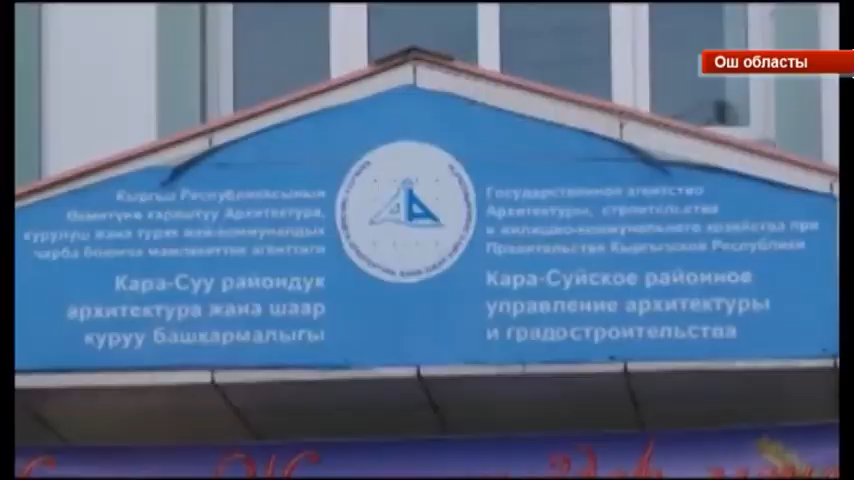 Ош областы
Кыргыз Республикасынын
Өкмөтүнө караштуу Архитектура,
курулуш жана турак жай-коммуналдык
чарба боюнча мамлекеттик агенттиги
Кара-Суу райондук
архитектура жана шаар
куруу башкармалыгы
Государственное агентство
Архитектуры, строительства
и жилищно-коммунального хозяйства при
Правительстве Кыргызской Республики
Кара-Суйское районное
управление архитектуры
и градостроительства